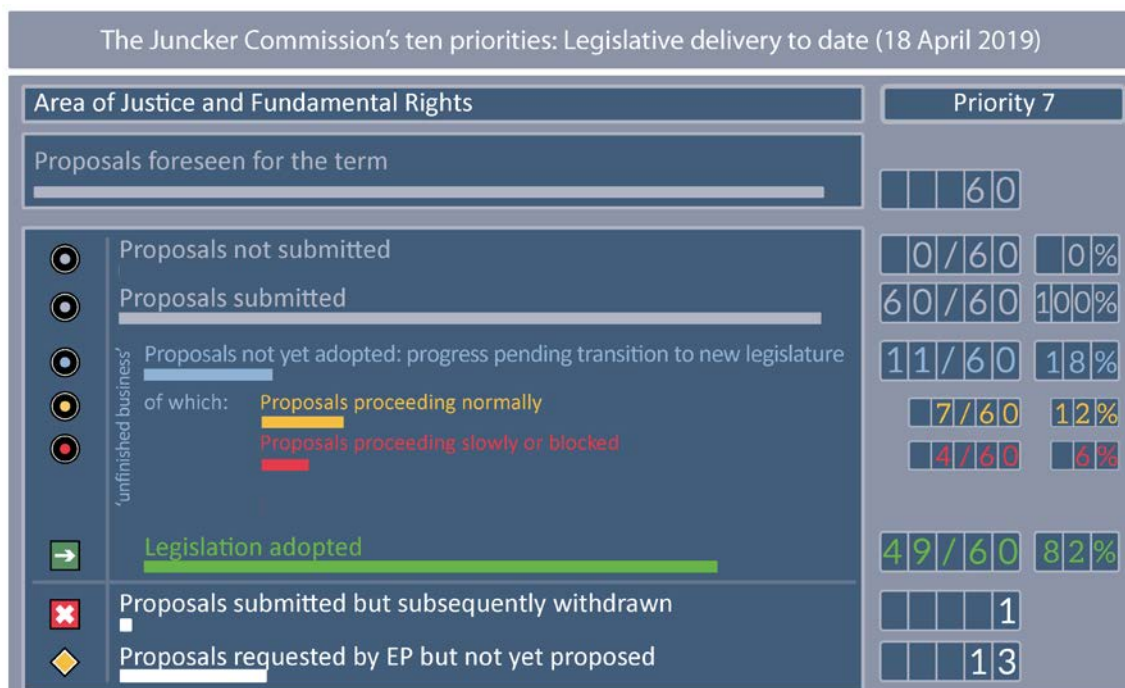 The Juncker Commission's ten priorities: Legislative delivery to date (18 April 2019)
Area of Justice and Fundamental Rights
Priority 7
Proposals foreseen for the term
60
Proposals not submitted
0/60 0%
Proposals submitted
60/60 100%
'unfinished business'
Proposals not yet adopted: progress pending transition to new legislature
11/60 18%
of which: Proposals proceeding normally
7/60 12%
Proposals proceeding slowly or blocked
4/60 6%
Legislation adopted
49/60 82%
Proposals submitted but subsequently withdrawn
1
Proposals requested by EP but not yet proposed
13